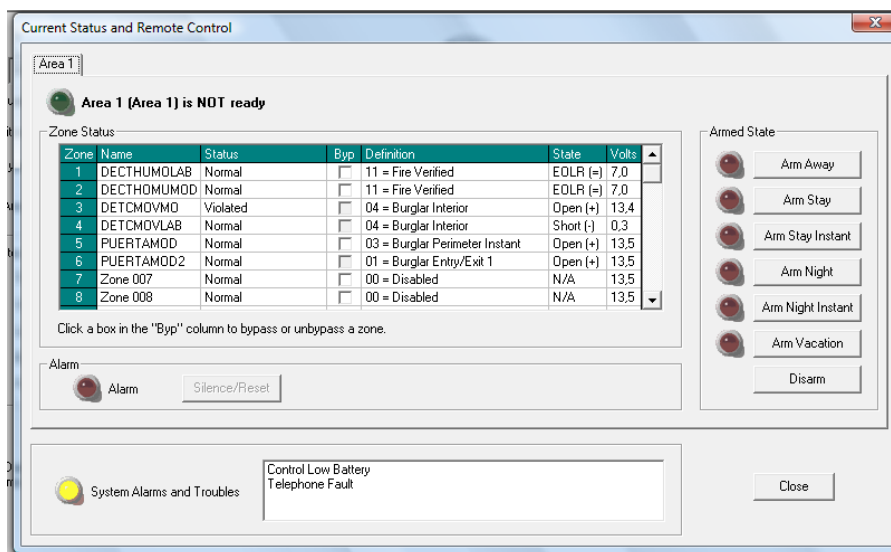 Current Status and Remote Control
Area 1
Area 1 (Area 1) is NOT ready
Zone Status
Zone Name Status Byp Definition State Volts
1 DECTHUMOLAB Normal 11 = Fire Verified EOLR (=) 7,0
2 DECTHOMUMOD Normal 11 = Fire Verified EOLR (=) 7,0
3 DETCMOVMO Violated 04 = Burglar Interior Open (+) 13,4
4 DETCMOVLAB Normal 04 = Burglar Interior Short (-) 0,3
5 PUERTAMOD Normal 03 = Burglar Perimeter Instant Open (+) 13,5
6 PUERTAMOD2 Normal 01 = Burglar Entry/Exit 1 Open (+) 13,5
7 Zone 007 Normal 00 = Disabled N/A 13,5
8 Zone 008 Normal 00 = Disabled N/A 13,5
Click a box in the "Byp" column to bypass or unbypass a zone.
Alarm
Alarm Silence/Reset
Armed State
Arm Away
Arm Stay
Arm Stay Instant
Arm Night
Arm Night Instant
Arm Vacation
Disarm
System Alarms and Troubles
Control Low Battery
Telephone Fault
Close